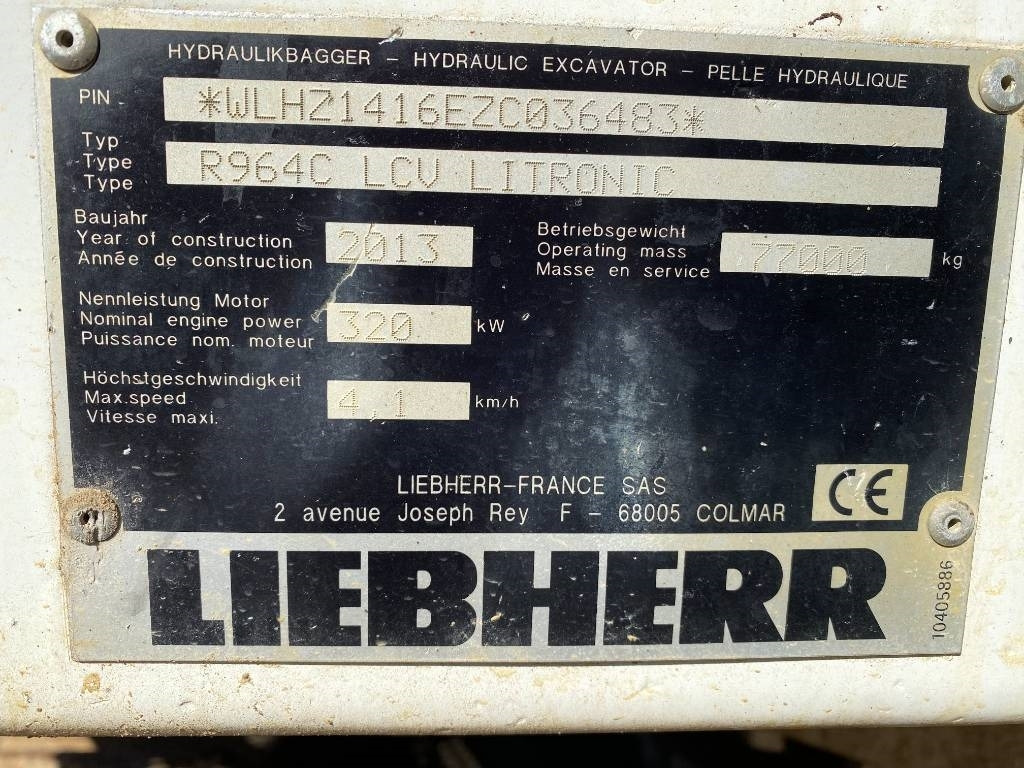 HYDRAULIKBAGGER – HYDRAULIC EXCAVATOR – PELLE HYDRAULIQUE
PIN *WLHZ1416EZC036483*
Typ
Type
Type
R964C LCV LITRONIC
Baujahr
Year of construction
Année de construction
2013
Betriebsgewicht
Operating mass
Masse en service
77000 kg
Nennleistung Motor
Nominal engine power
Puissance nom. moteur
320 kW
Höchstgeschwindigkeit
Max.speed
Vitesse maxi.
4,1 km/h
LIEBHERR–FRANCE SAS
2 avenue Joseph Rey F – 68005 COLMAR
CE
LIEBHERR
10405886